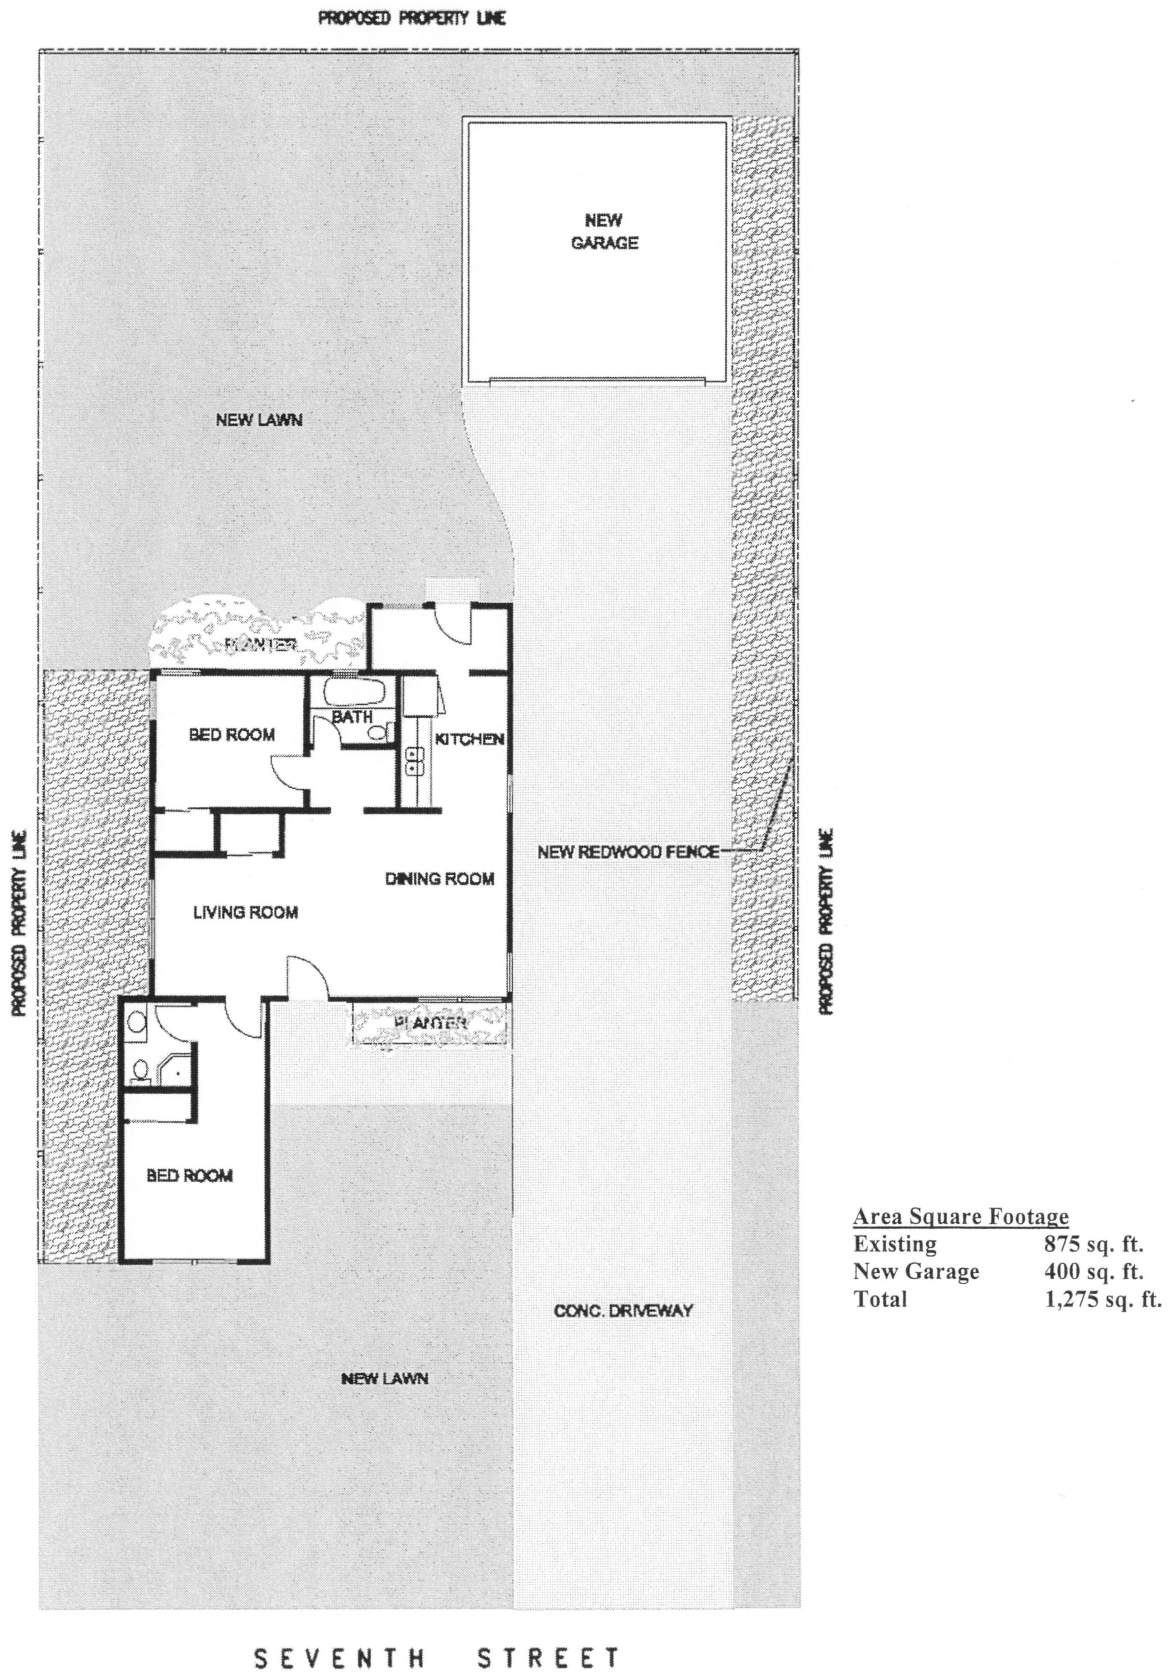 PROPOSED PROPERTY LINE
NEW
GARAGE
NEW LAWN
PLANTER
BATH
BED ROOM
KITCHEN
PROPOSED PROPERTY LINE
NEW REDWOOD FENCE
PROPOSED PROPERTY LINE
DINING ROOM
LIVING ROOM
PLANTER
BED ROOM
Area Square Footage
Existing 875 sq. ft.
New Garage 400 sq. ft.
Total 1,275 sq. ft.
CONC. DRIVEWAY
NEW LAWN
SEVENTH STREET